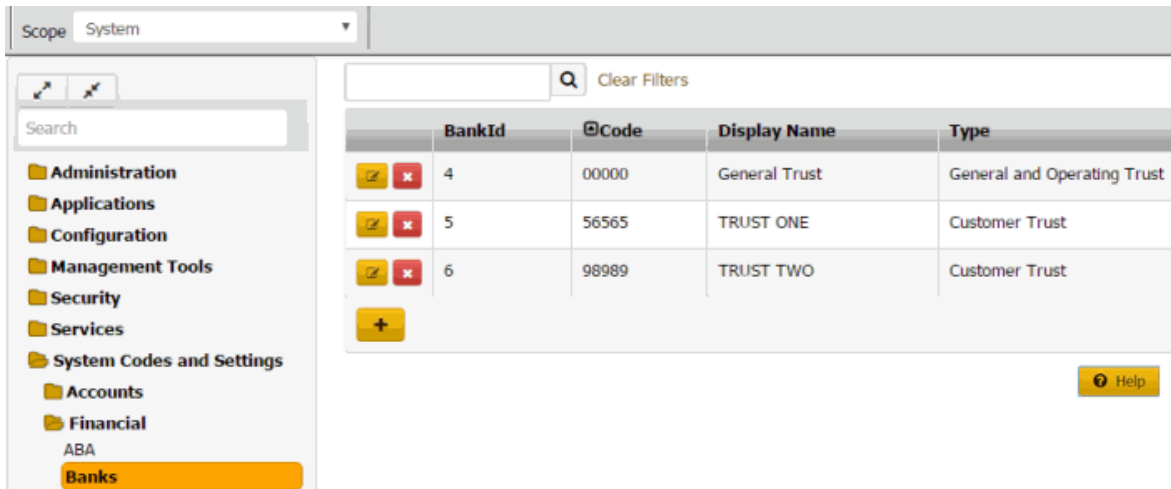 Scope System
Search
Administration
Applications
Configuration
Management Tools
Security
Services
System Codes and Settings
Accounts
Financial
ABA
Banks
Clear Filters
BankId Code Display Name Type
4 00000 General Trust General and Operating Trust
5 56565 TRUST ONE Customer Trust
6 98989 TRUST TWO Customer Trust
Help